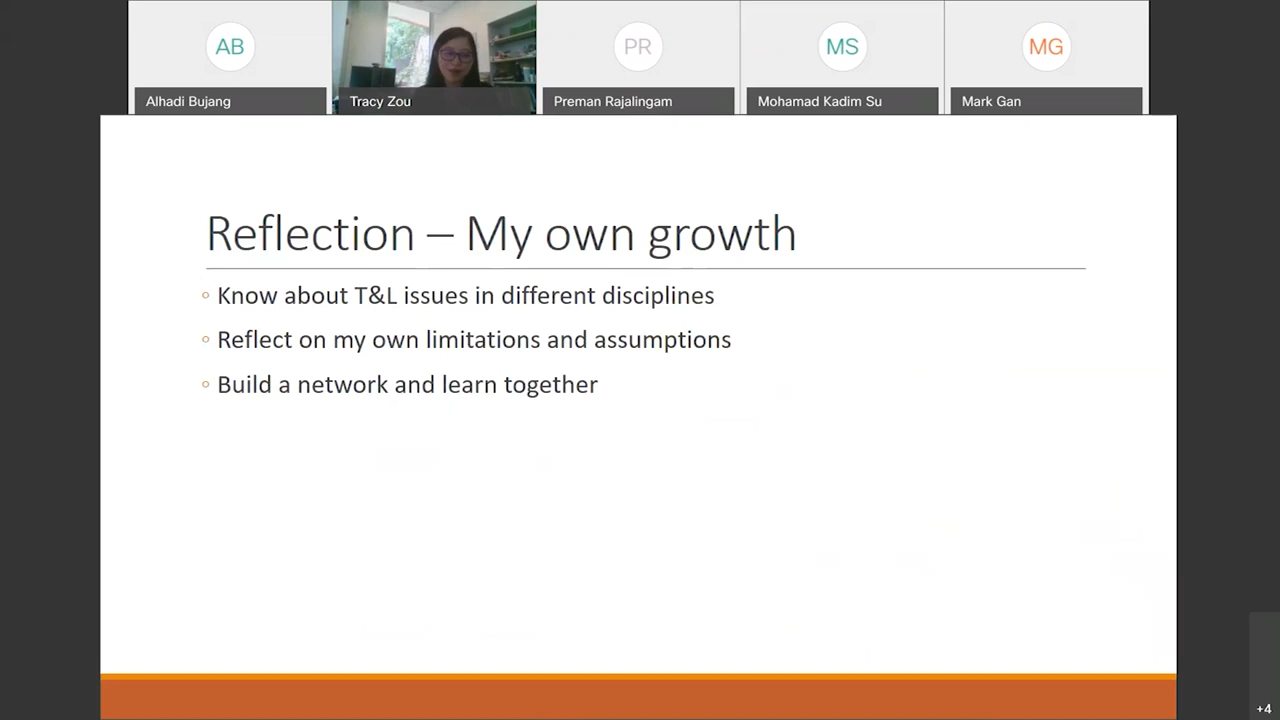 AB
PR
MS
MG
Alhadi Bujang
Tracy Zou
Preman Rajalingam
Mohamad Kadim Su
Mark Gan
Reflection – My own growth
◦ Know about T&L issues in different disciplines
◦ Reflect on my own limitations and assumptions
◦ Build a network and learn together
+4